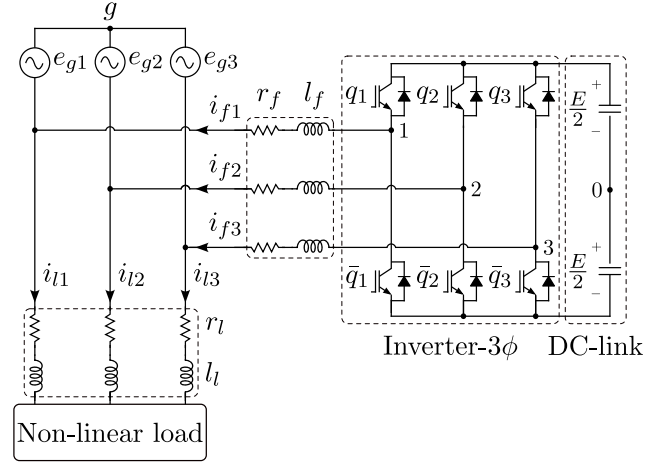 g
e_{g1} e_{g2} e_{g3}
i_{f1} r_f l_f
q_1 q_2 q_3
+
E/2
−
1
i_{f2}
2
0
i_{f3}
3
i_{l1} i_{l2} i_{l3}
q̅_1 q̅_2 q̅_3
+
E/2
−
r_l
l_l
Inverter-3ϕ DC-link
Non-linear load